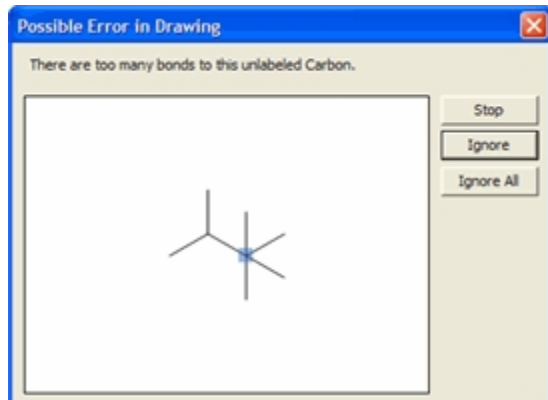 Possible Error in Drawing
There are too many bonds to this unlabeled Carbon.
Stop
Ignore
Ignore All